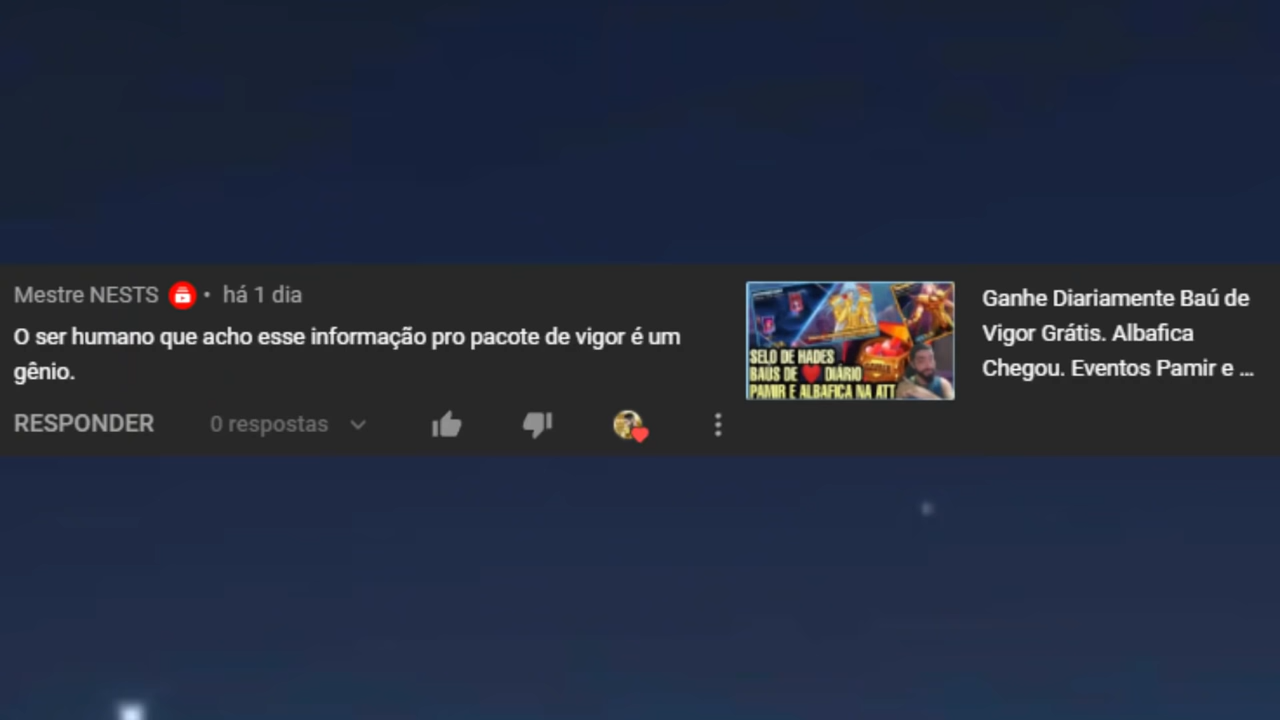 Mestre NESTS • há 1 dia
O ser humano que acho esse informação pro pacote de vigor é um
gênio.
RESPONDER 0 respostas
SELO DE HADES
BAÚS DE ❤ DIÁRIO
PAMIR E ALBAFICA NA ATT
Ganhe Diariamente Baú de
Vigor Grátis. Albafica
Chegou. Eventos Pamir e ...